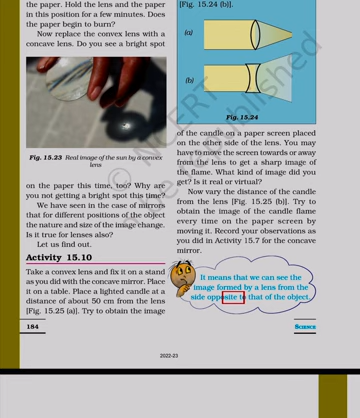 the paper. Hold the lens and the paper
in this position for a few minutes. Does
the paper begin to burn?
Now replace the convex lens with a
concave lens. Do you see a bright spot
Fig. 15.23 Real image of the sun by a convex
lens
on the paper this time, too? Why are
you not getting a bright spot this time?
We have seen in the case of mirrors
that for different positions of the object
the nature and size of the image change.
Is it true for lenses also?
Let us find out.
Activity 15.10
Take a convex lens and fix it on a stand
as you did with the concave mirror. Place
it on a table. Place a lighted candle at a
distance of about 50 cm from the lens
[Fig. 15.25 (a)]. Try to obtain the image
[Fig. 15.24 (b)].
(a)
(b)
Fig. 15.24
of the candle on a paper screen placed
on the other side of the lens. You may
have to move the screen towards or away
from the lens to get a sharp image of
the flame. What kind of image did you
get? Is it real or virtual?
Now vary the distance of the candle
from the lens [Fig. 15.25 (b)]. Try to
obtain the image of the candle flame
every time on the paper screen by
moving it. Record your observations as
you did in Activity 15.7 for the concave
mirror.
It means that we can see the
image formed by a lens from the
side opposite to that of the object.
184
SCIENCE
2022-23
© NCERT